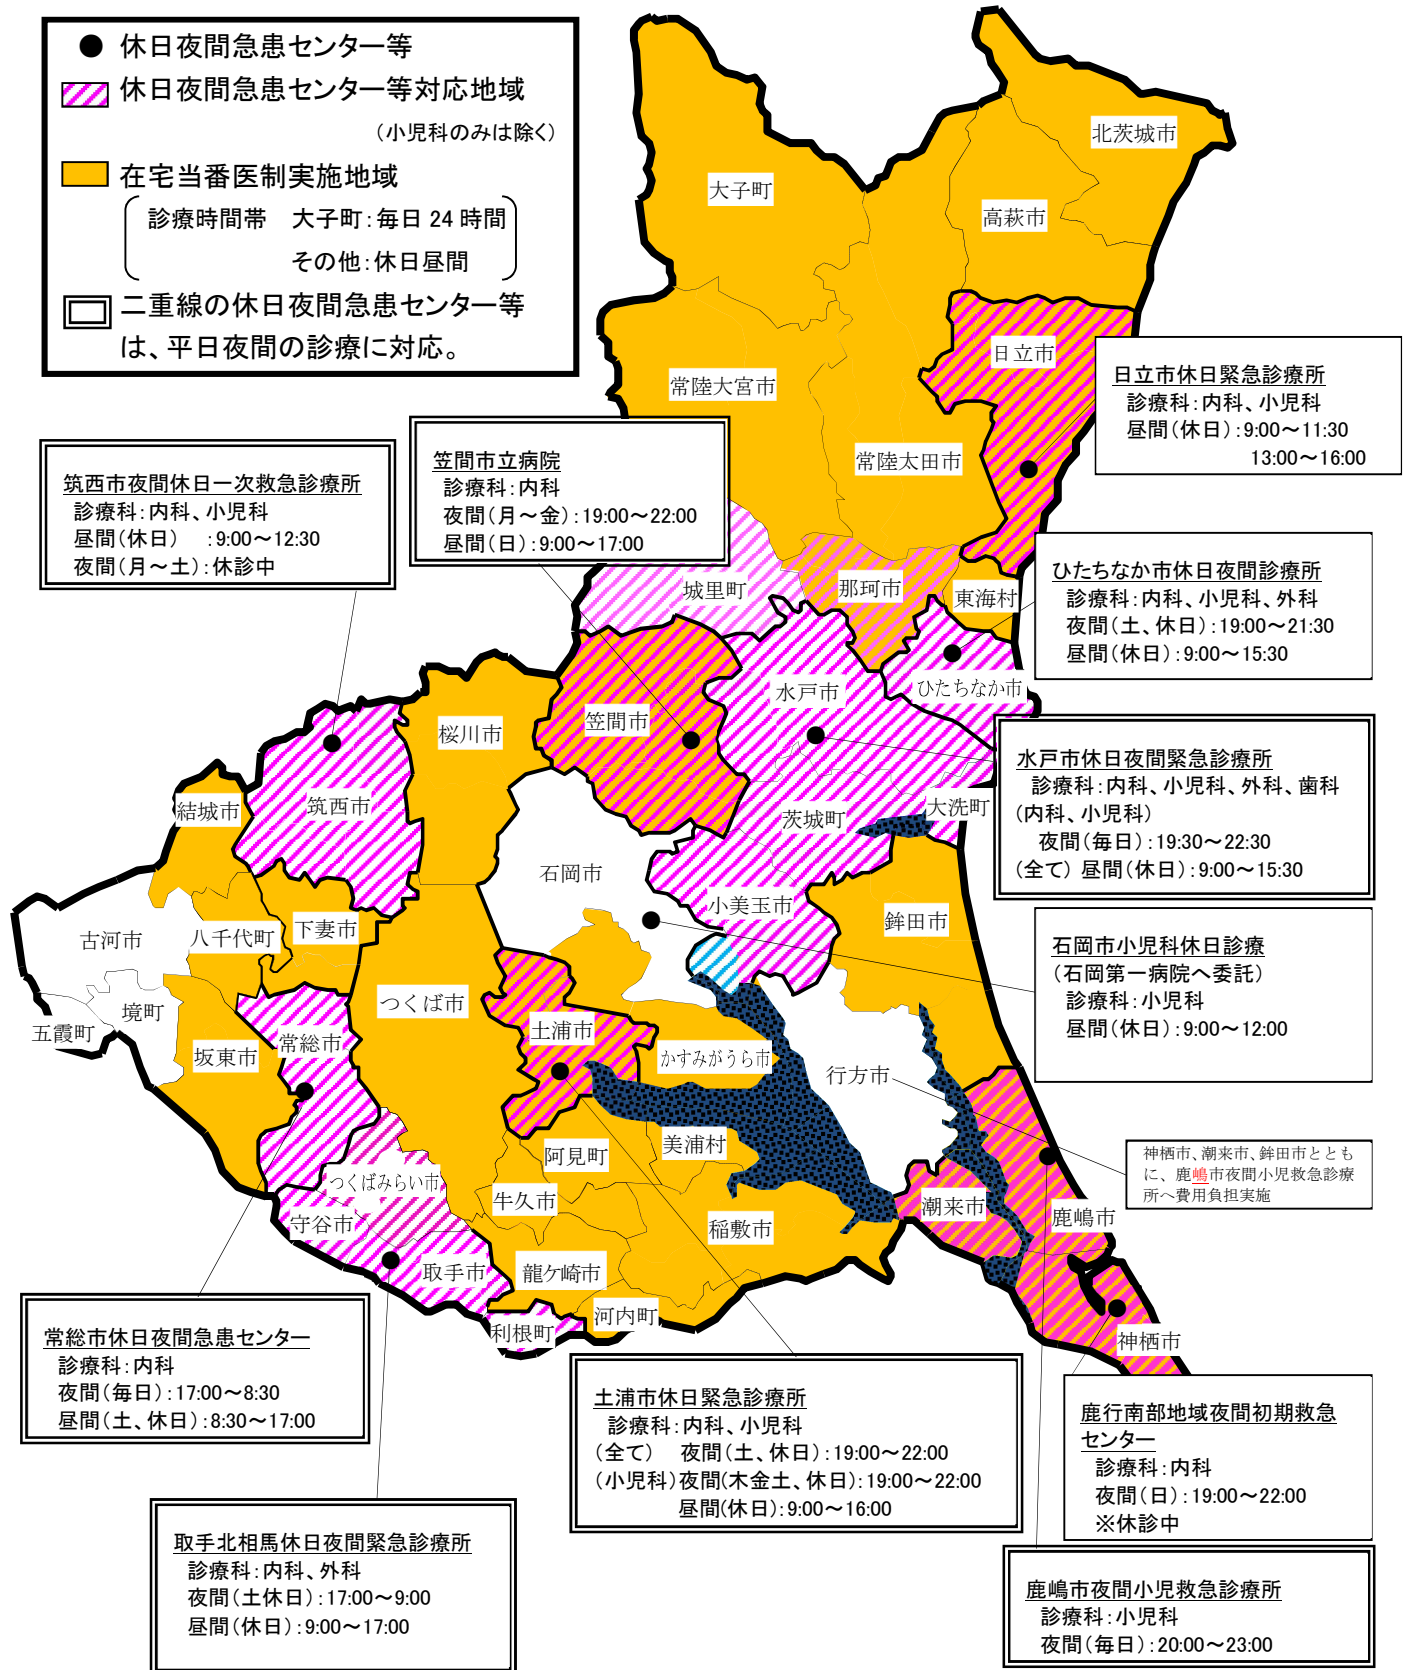 休日夜間急患センター等
休日夜間急患センター等対応地域
（小児科のみは除く）
在宅当番医制実施地域
診療時間帯　大子町：毎日 24 時間
その他：休日昼間
二重線の休日夜間急患センター等
は、平日夜間の診療に対応。
北茨城市
大子町
高萩市
日立市
常陸大宮市
常陸太田市
日立市休日緊急診療所
診療科：内科、小児科
昼間（休日）：9:00～11:30
13:00～16:00
笠間市立病院
診療科：内科
夜間（月～金）：19:00～22:00
昼間（日）：9:00～17:00
筑西市夜間休日一次救急診療所
診療科：内科、小児科
昼間（休日）　：9:00～12:30
夜間（月～土）：休診中
城里町
那珂市
東海村
ひたちなか市休日夜間診療所
診療科：内科、小児科、外科
夜間（土、休日）：19:00～21:30
昼間（休日）：9:00～15:30
水戸市
ひたちなか市
笠間市
桜川市
水戸市休日夜間緊急診療所
診療科：内科、小児科、外科、歯科
（内科、小児科）
夜間（毎日）：19:30～22:30
（全て）昼間（休日）：9:00～15:30
結城市
筑西市
茨城町
大洗町
石岡市
小美玉市
鉾田市
古河市
八千代町
下妻市
石岡市小児科休日診療
（石岡第一病院へ委託）
診療科：小児科
昼間（休日）：9:00～12:00
境町
五霞町
つくば市
土浦市
常総市
坂東市
かすみがうら市
行方市
神栖市、潮来市、鉾田市ととも
に、鹿嶋市夜間小児救急診療
所へ費用負担実施
阿見町
美浦村
つくばみらい市
牛久市
守谷市
稲敷市
潮来市
鹿嶋市
取手市
龍ケ崎市
河内町
利根町
神栖市
常総市休日夜間急患センター
診療科：内科
夜間（毎日）：17:00～8:30
昼間（土、休日）：8:30～17:00
土浦市休日緊急診療所
診療科：内科、小児科
（全て）　夜間（土、休日）：19:00～22:00
（小児科）夜間（木金土、休日）：19:00～22:00
昼間（休日）：9:00～16:00
鹿行南部地域夜間初期救急
センター
診療科：内科
夜間（日）：19:00～22:00
※休診中
取手北相馬休日夜間緊急診療所
診療科：内科、外科
夜間（土休日）：17:00～9:00
昼間（休日）：9:00～17:00
鹿嶋市夜間小児救急診療所
診療科：小児科
夜間（毎日）：20:00～23:00